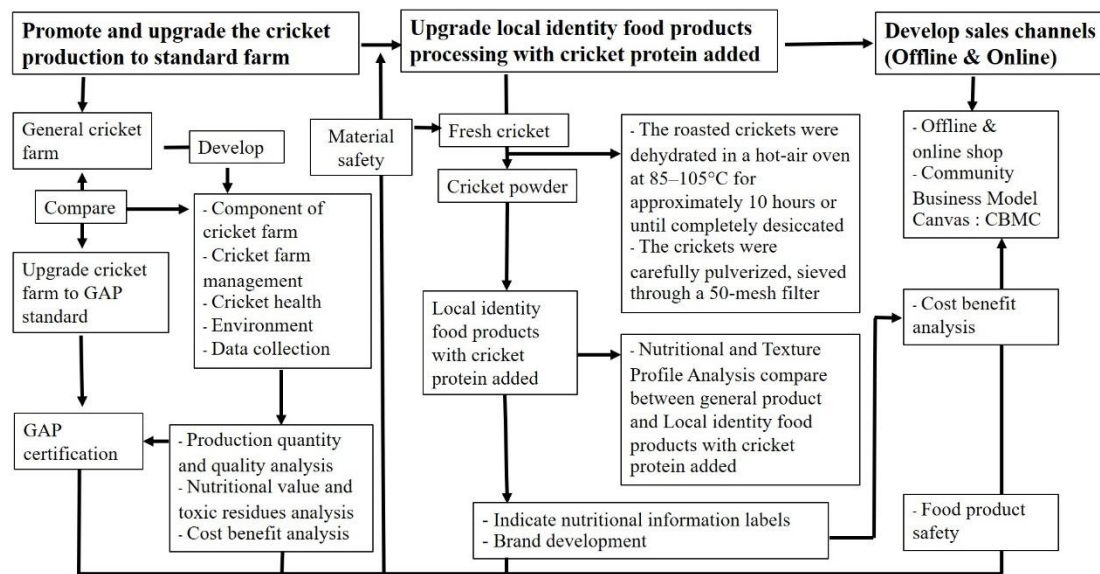 Promote and upgrade the cricket
production to standard farm
Upgrade local identity food products
processing with cricket protein added
Develop sales channels
(Offline & Online)
General cricket
farm
Develop
Compare
- Component of
cricket farm
- Cricket farm
management
- Cricket health
- Environment
- Data collection
Upgrade cricket
farm to GAP
standard
GAP
certification
- Production quantity
and quality analysis
- Nutritional value and
toxic residues analysis
- Cost benefit analysis
Material
safety
Fresh cricket
Cricket powder
- The roasted crickets were
dehydrated in a hot-air oven
at 85–105°C for
approximately 10 hours or
until completely desiccated
- The crickets were
carefully pulverized, sieved
through a 50-mesh filter
Local identity
food products
with cricket
protein added
- Nutritional and Texture
Profile Analysis compare
between general product
and Local identity food
products with cricket
protein added
- Indicate nutritional information labels
- Brand development
- Offline &
online shop
- Community
Business Model
Canvas : CBMC
- Cost benefit
analysis
- Food product
safety